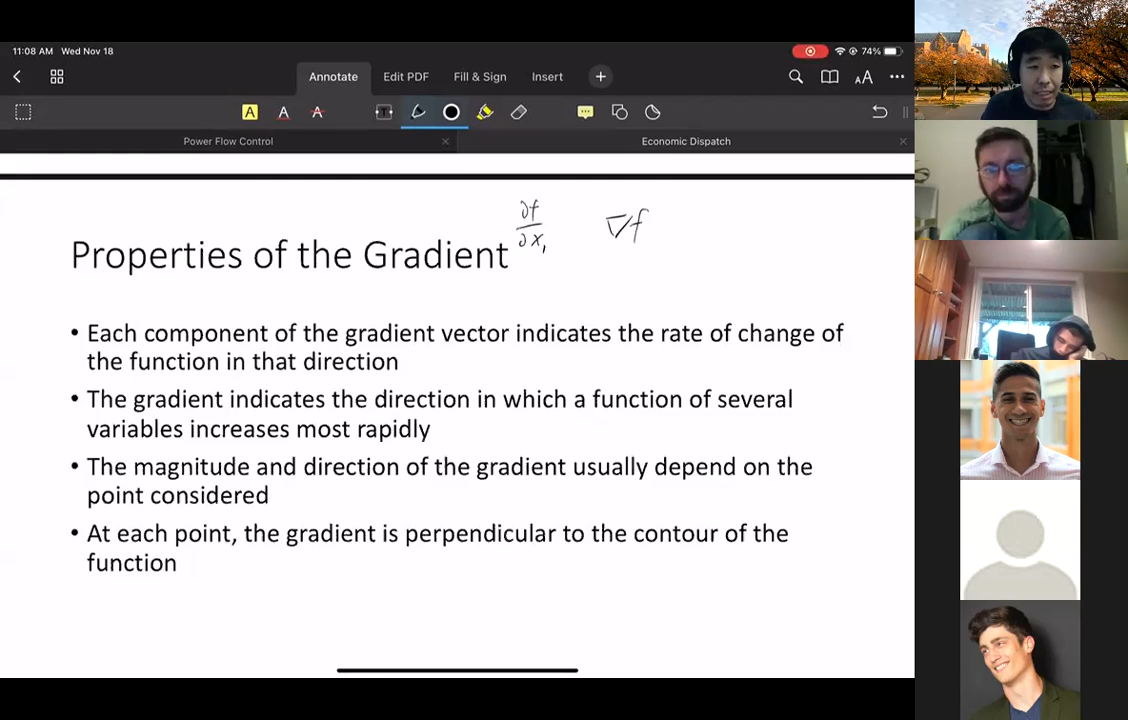 11:08 AM Wed Nov 18
74%
Annotate Edit PDF Fill & Sign Insert
A A A T AA
Power Flow Control
Economic Dispatch
∂f
∂x₁
∇f
Properties of the Gradient
• Each component of the gradient vector indicates the rate of change of
the function in that direction
• The gradient indicates the direction in which a function of several
variables increases most rapidly
• The magnitude and direction of the gradient usually depend on the
point considered
• At each point, the gradient is perpendicular to the contour of the
function